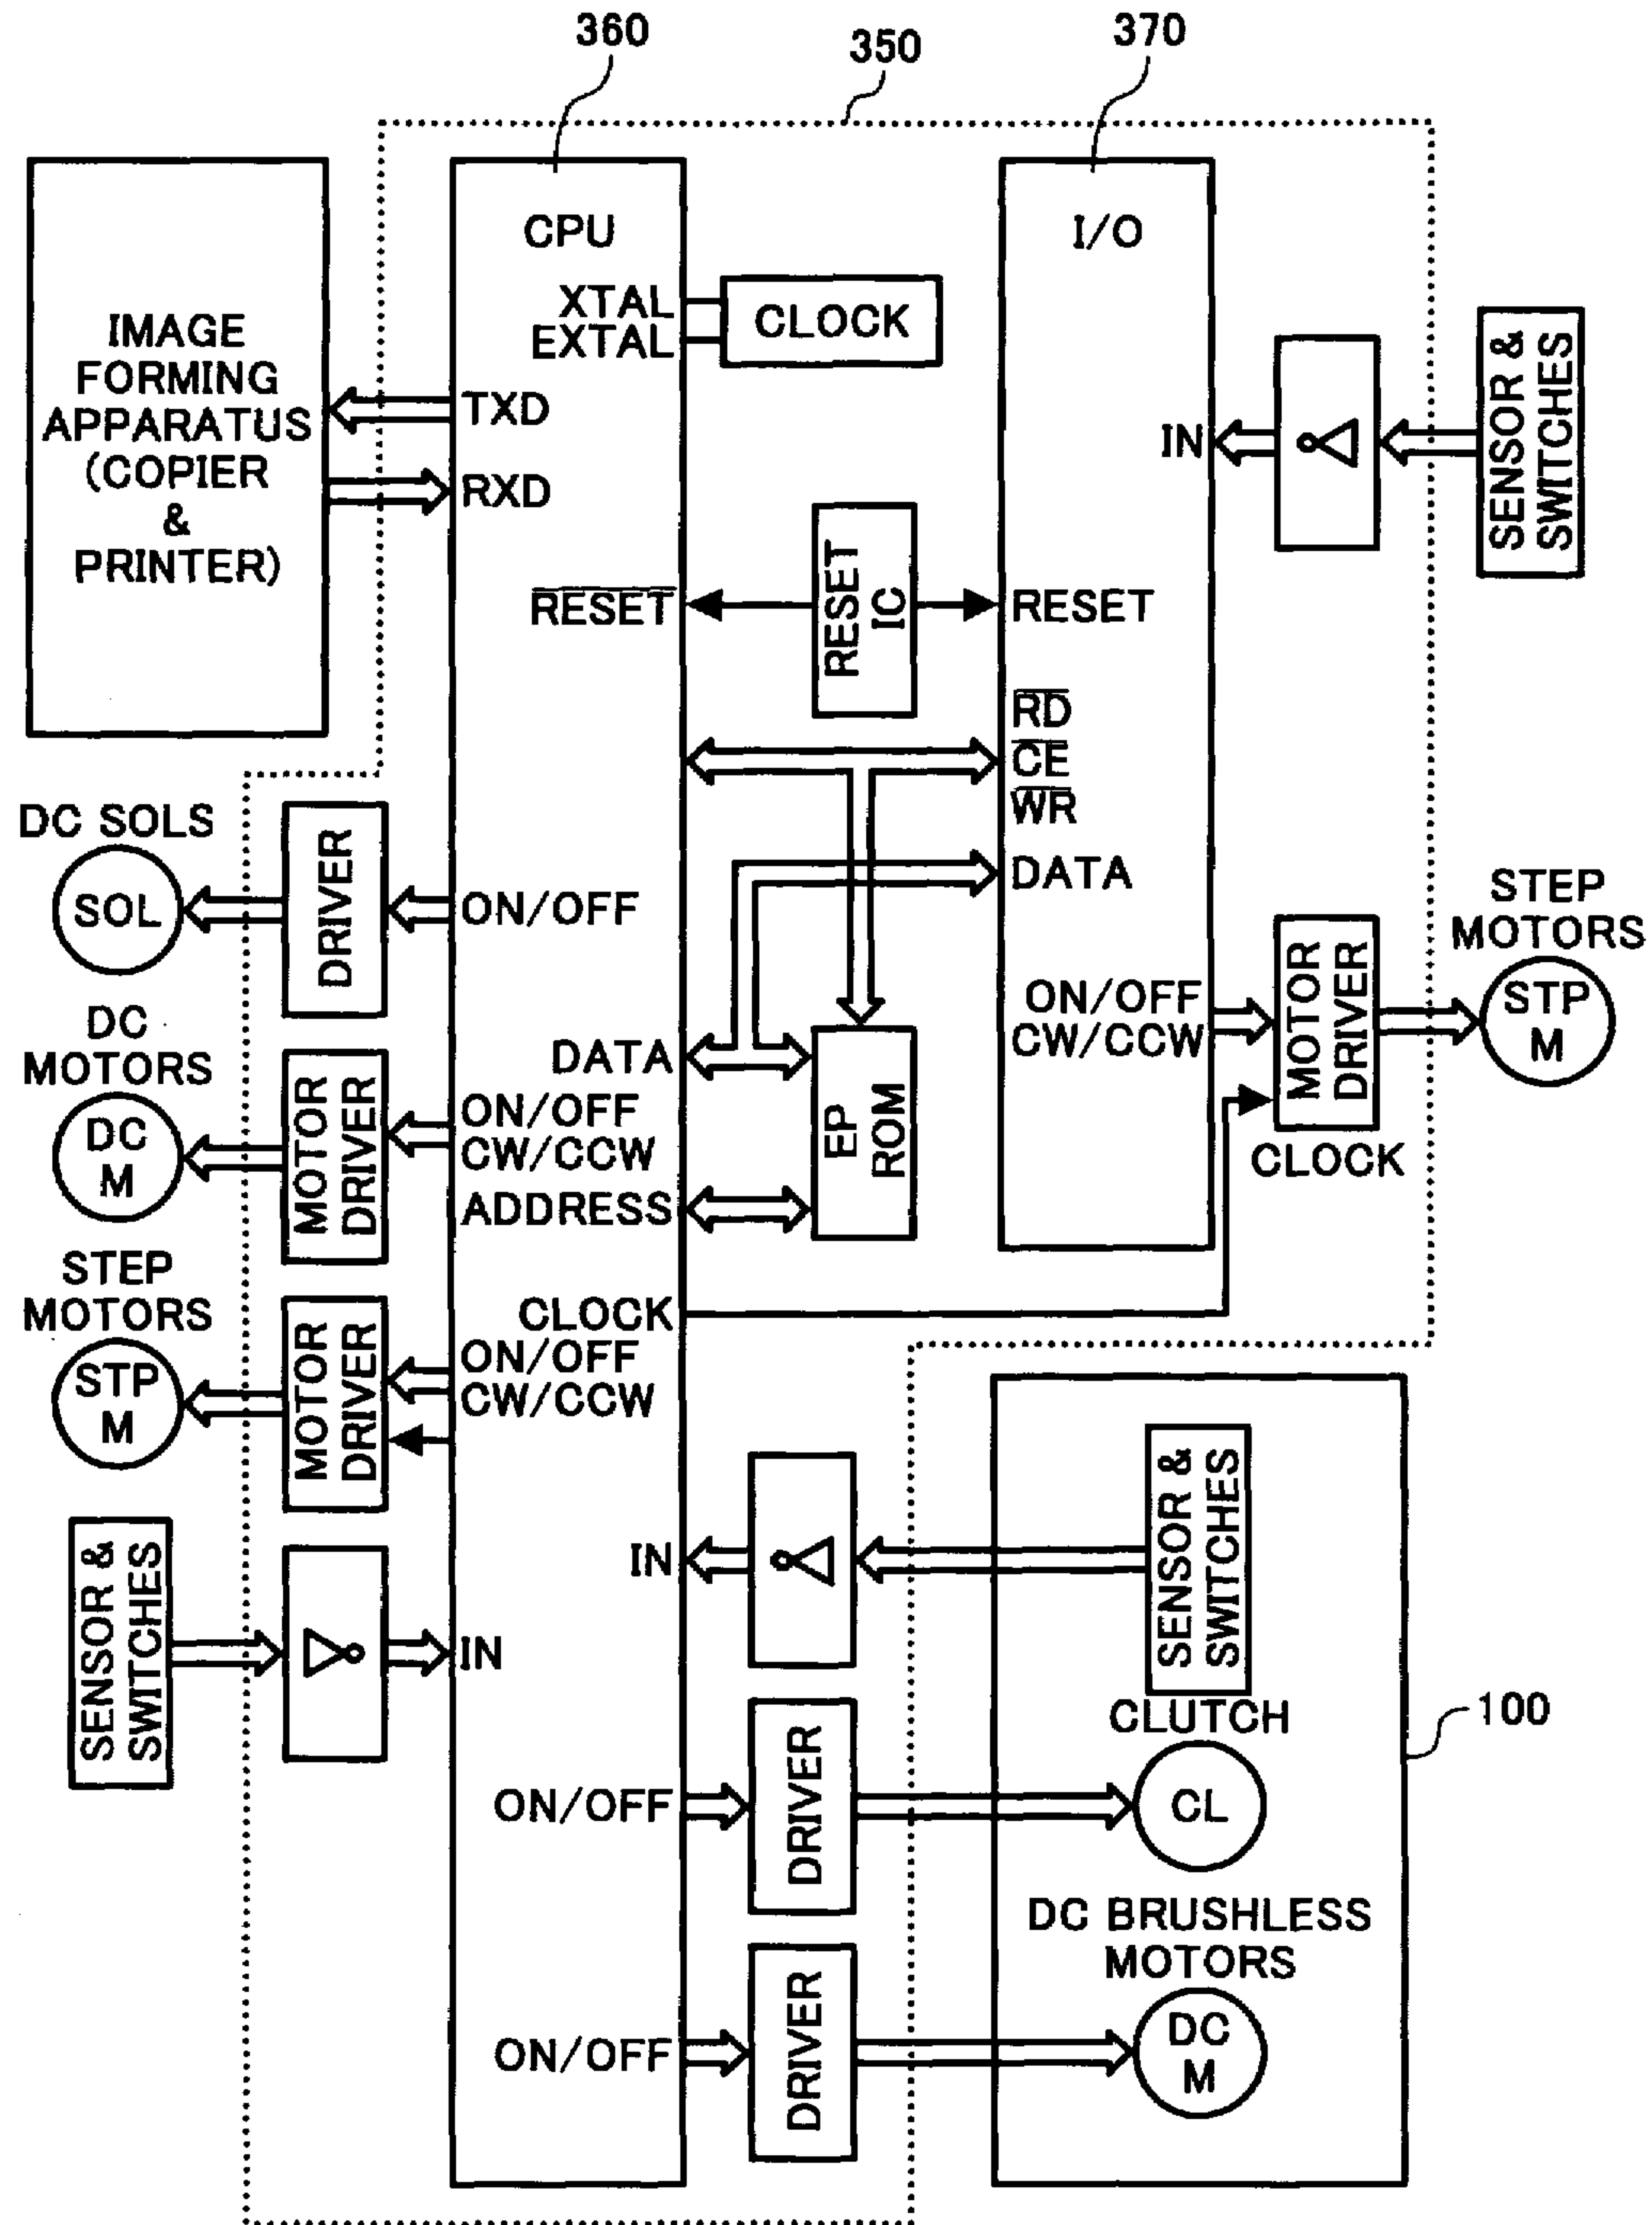 360
350
370
IMAGE
FORMING
APPARATUS
(COPIER
&
PRINTER)
CPU
XTAL
EXTAL
CLOCK
TXD
RXD
RESET
RESET
IC
I/O
IN
SENSOR &
SWITCHES
RESET
RD
CE
WR
DATA
DC SOLS
SOL
DRIVER
ON/OFF
ON/OFF
CW/CCW
MOTOR
DRIVER
CLOCK
STEP
MOTORS
STP
M
DC
MOTORS
DC
M
MOTOR
DRIVER
DATA
ON/OFF
CW/CCW
ADDRESS
EP
ROM
STEP
MOTORS
STP
M
MOTOR
DRIVER
CLOCK
ON/OFF
CW/CCW
SENSOR &
SWITCHES
IN
IN
SENSOR &
SWITCHES
CLUTCH
CL
100
ON/OFF
DRIVER
DC BRUSHLESS
MOTORS
DC
M
ON/OFF
DRIVER